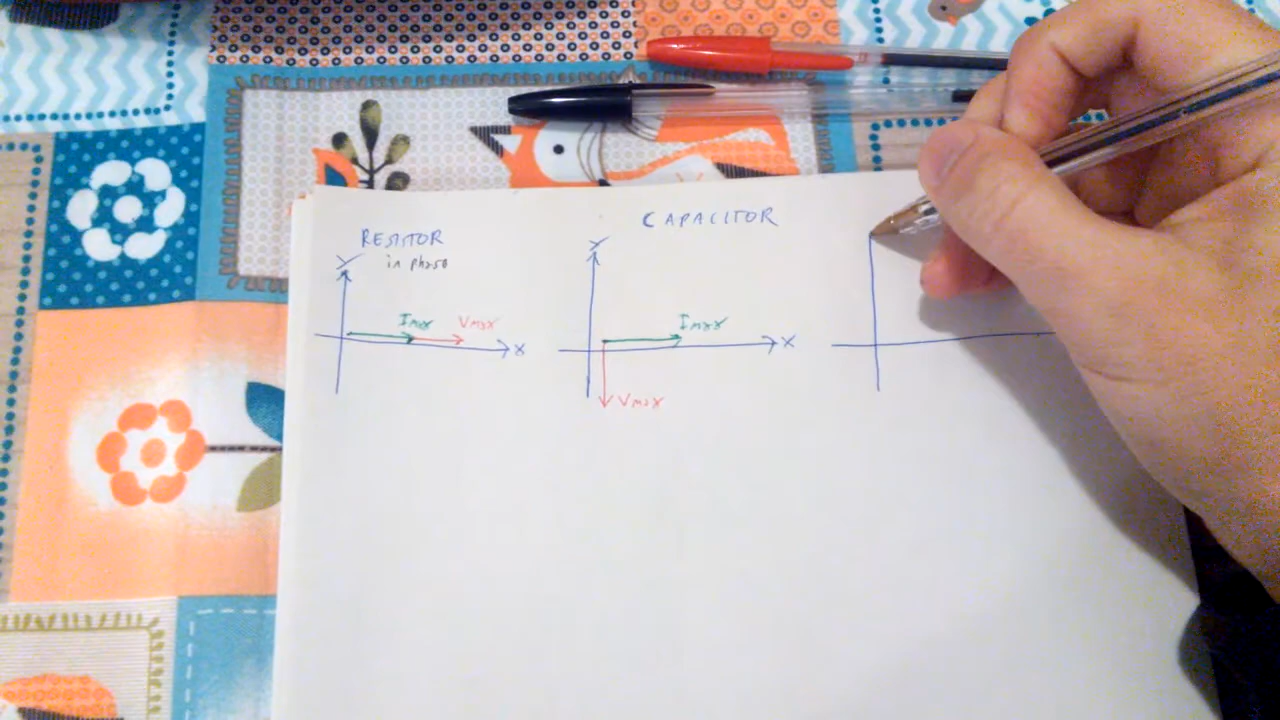 RESISTOR
in phase
Y
Imax
Vmax
X
CAPACITOR
Y
Imax
X
Vmax